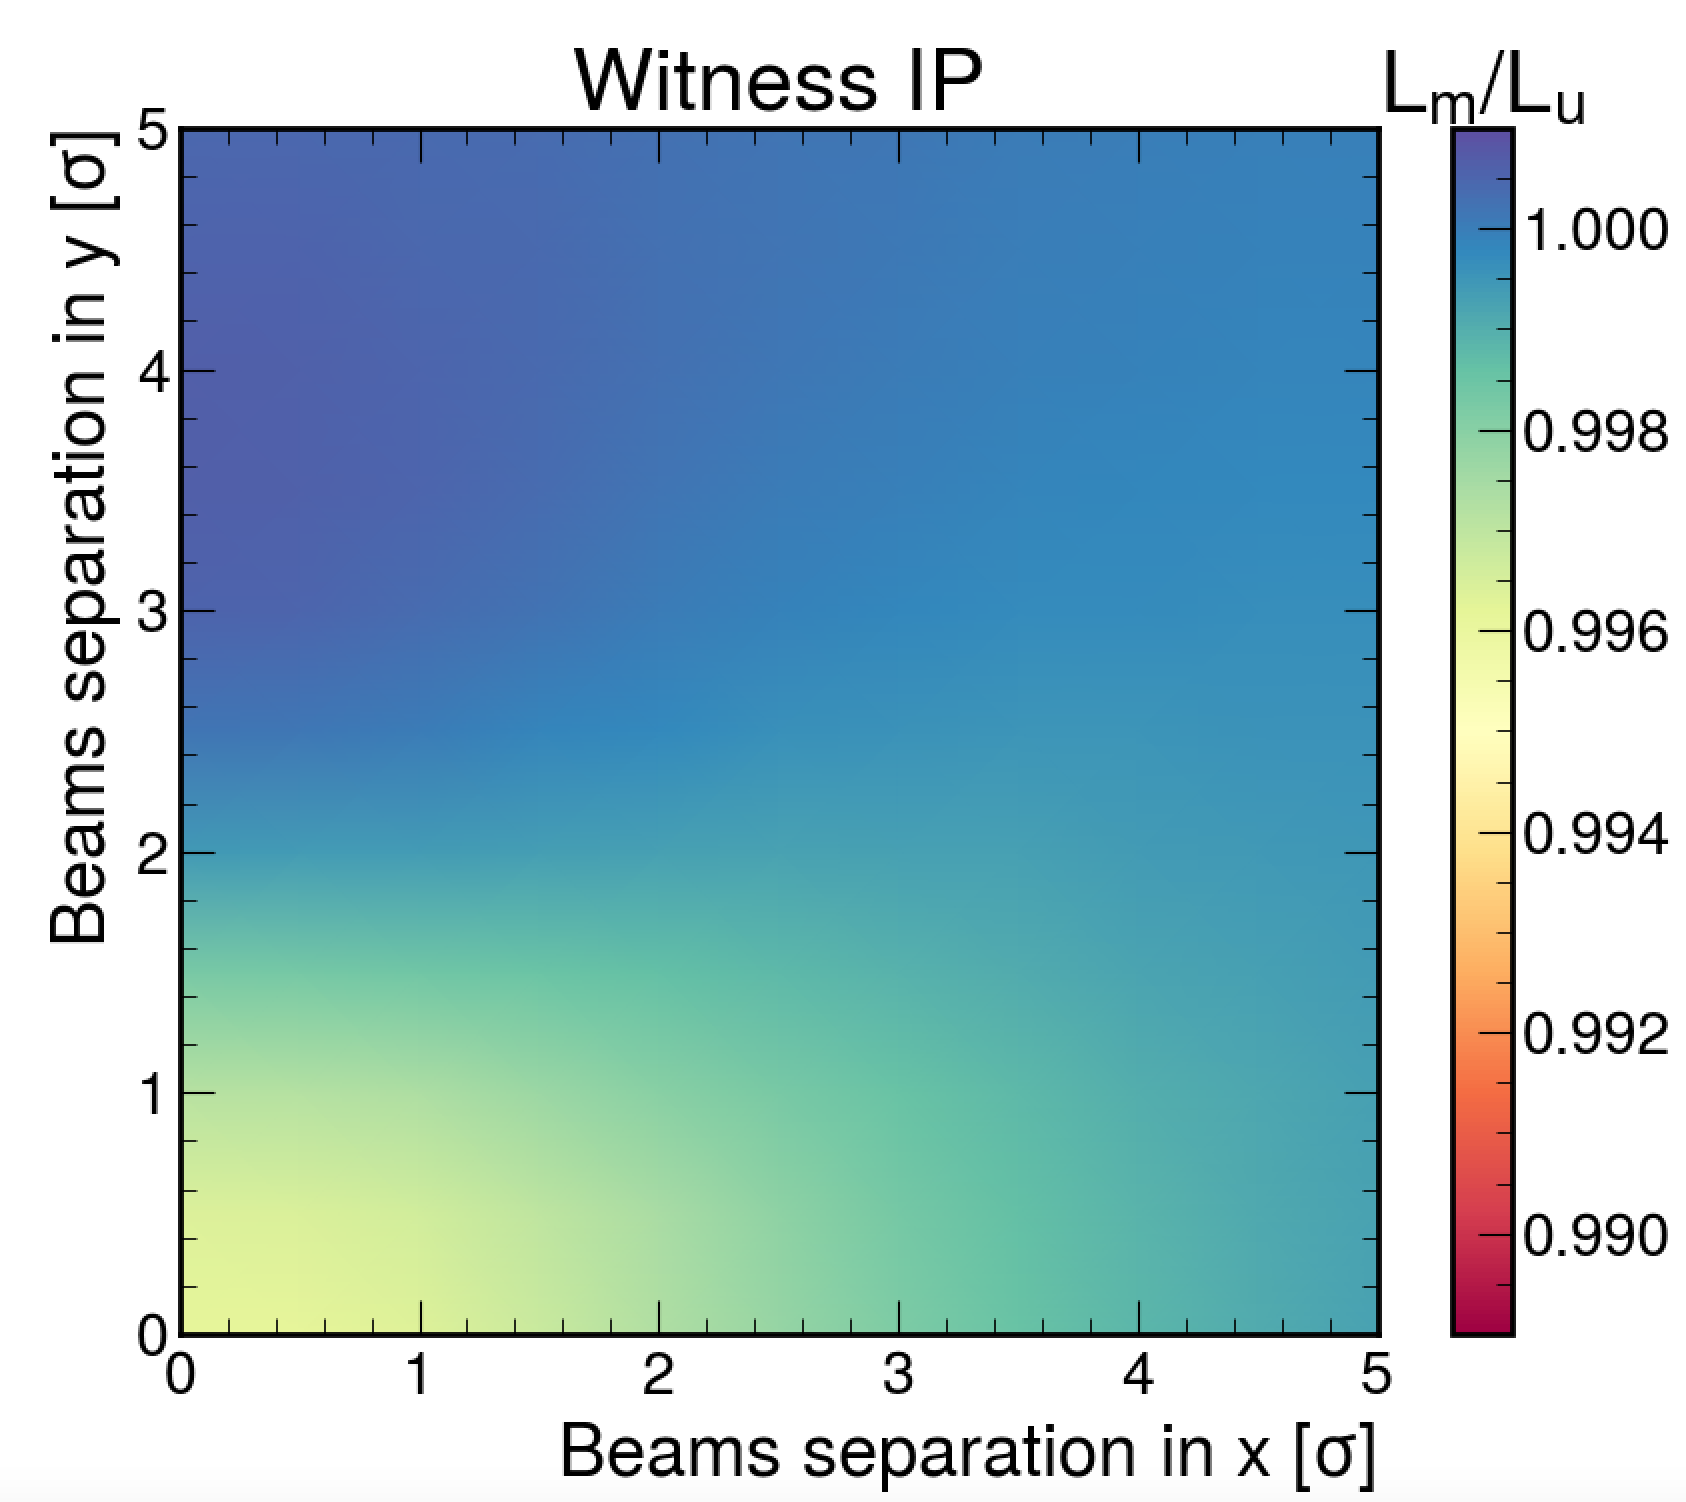 Witness IP
Lm/Lu
Beams separation in y [σ]
5
4
3
2
1
0
0 1 2 3 4 5
Beams separation in x [σ]
1.000
0.998
0.996
0.994
0.992
0.990